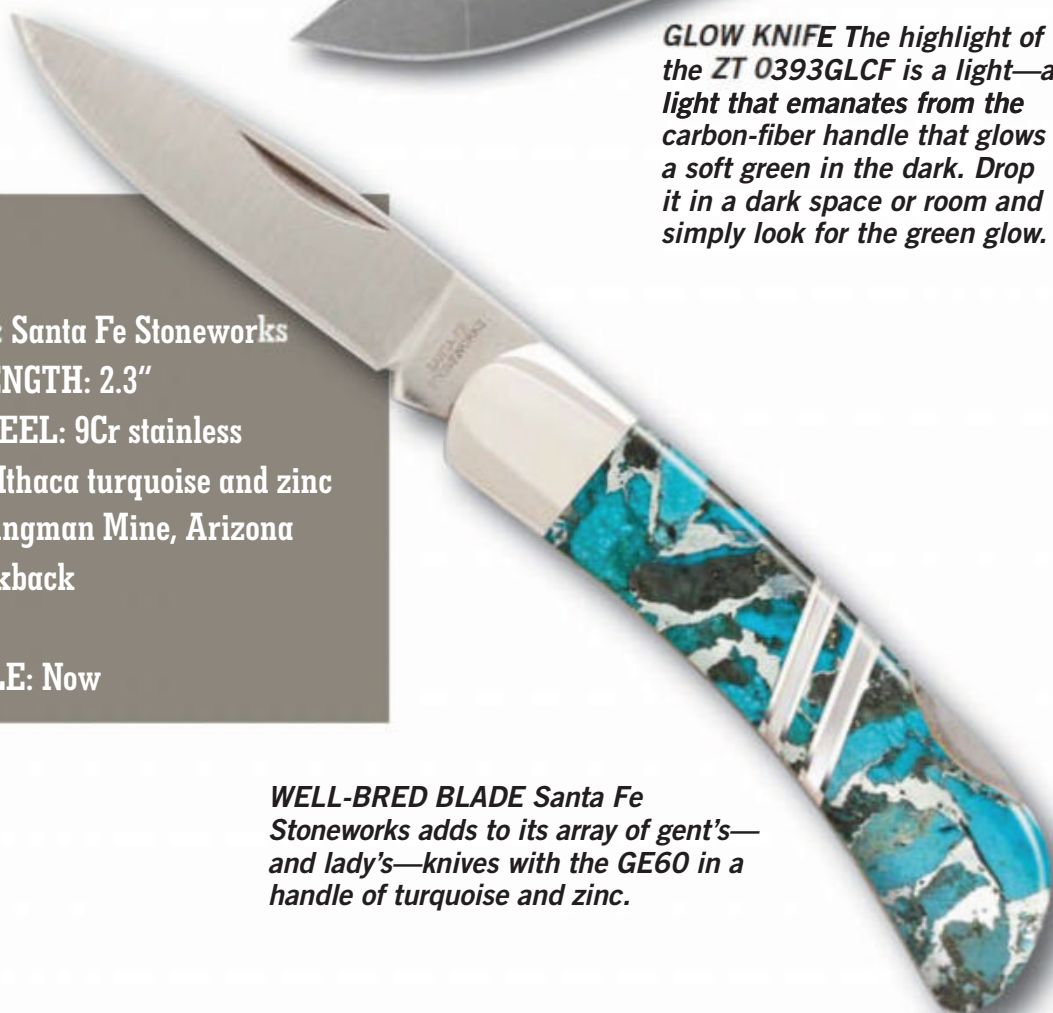 GLOW KNIFE The highlight of
the ZT 0393GLCF is a light—a
light that emanates from the
carbon-fiber handle that glows
a soft green in the dark. Drop
it in a dark space or room and
simply look for the green glow.
: Santa Fe Stoneworks
NGTH: 2.3“
EEL: 9Cr stainless
Ithaca turquoise and zinc
ngman Mine, Arizona
kback
LE: Now
SANTA FE
STONEWORKS
WELL-BRED BLADE Santa Fe
Stoneworks adds to its array of gent’s—
and lady’s—knives with the GE60 in a
handle of turquoise and zinc.